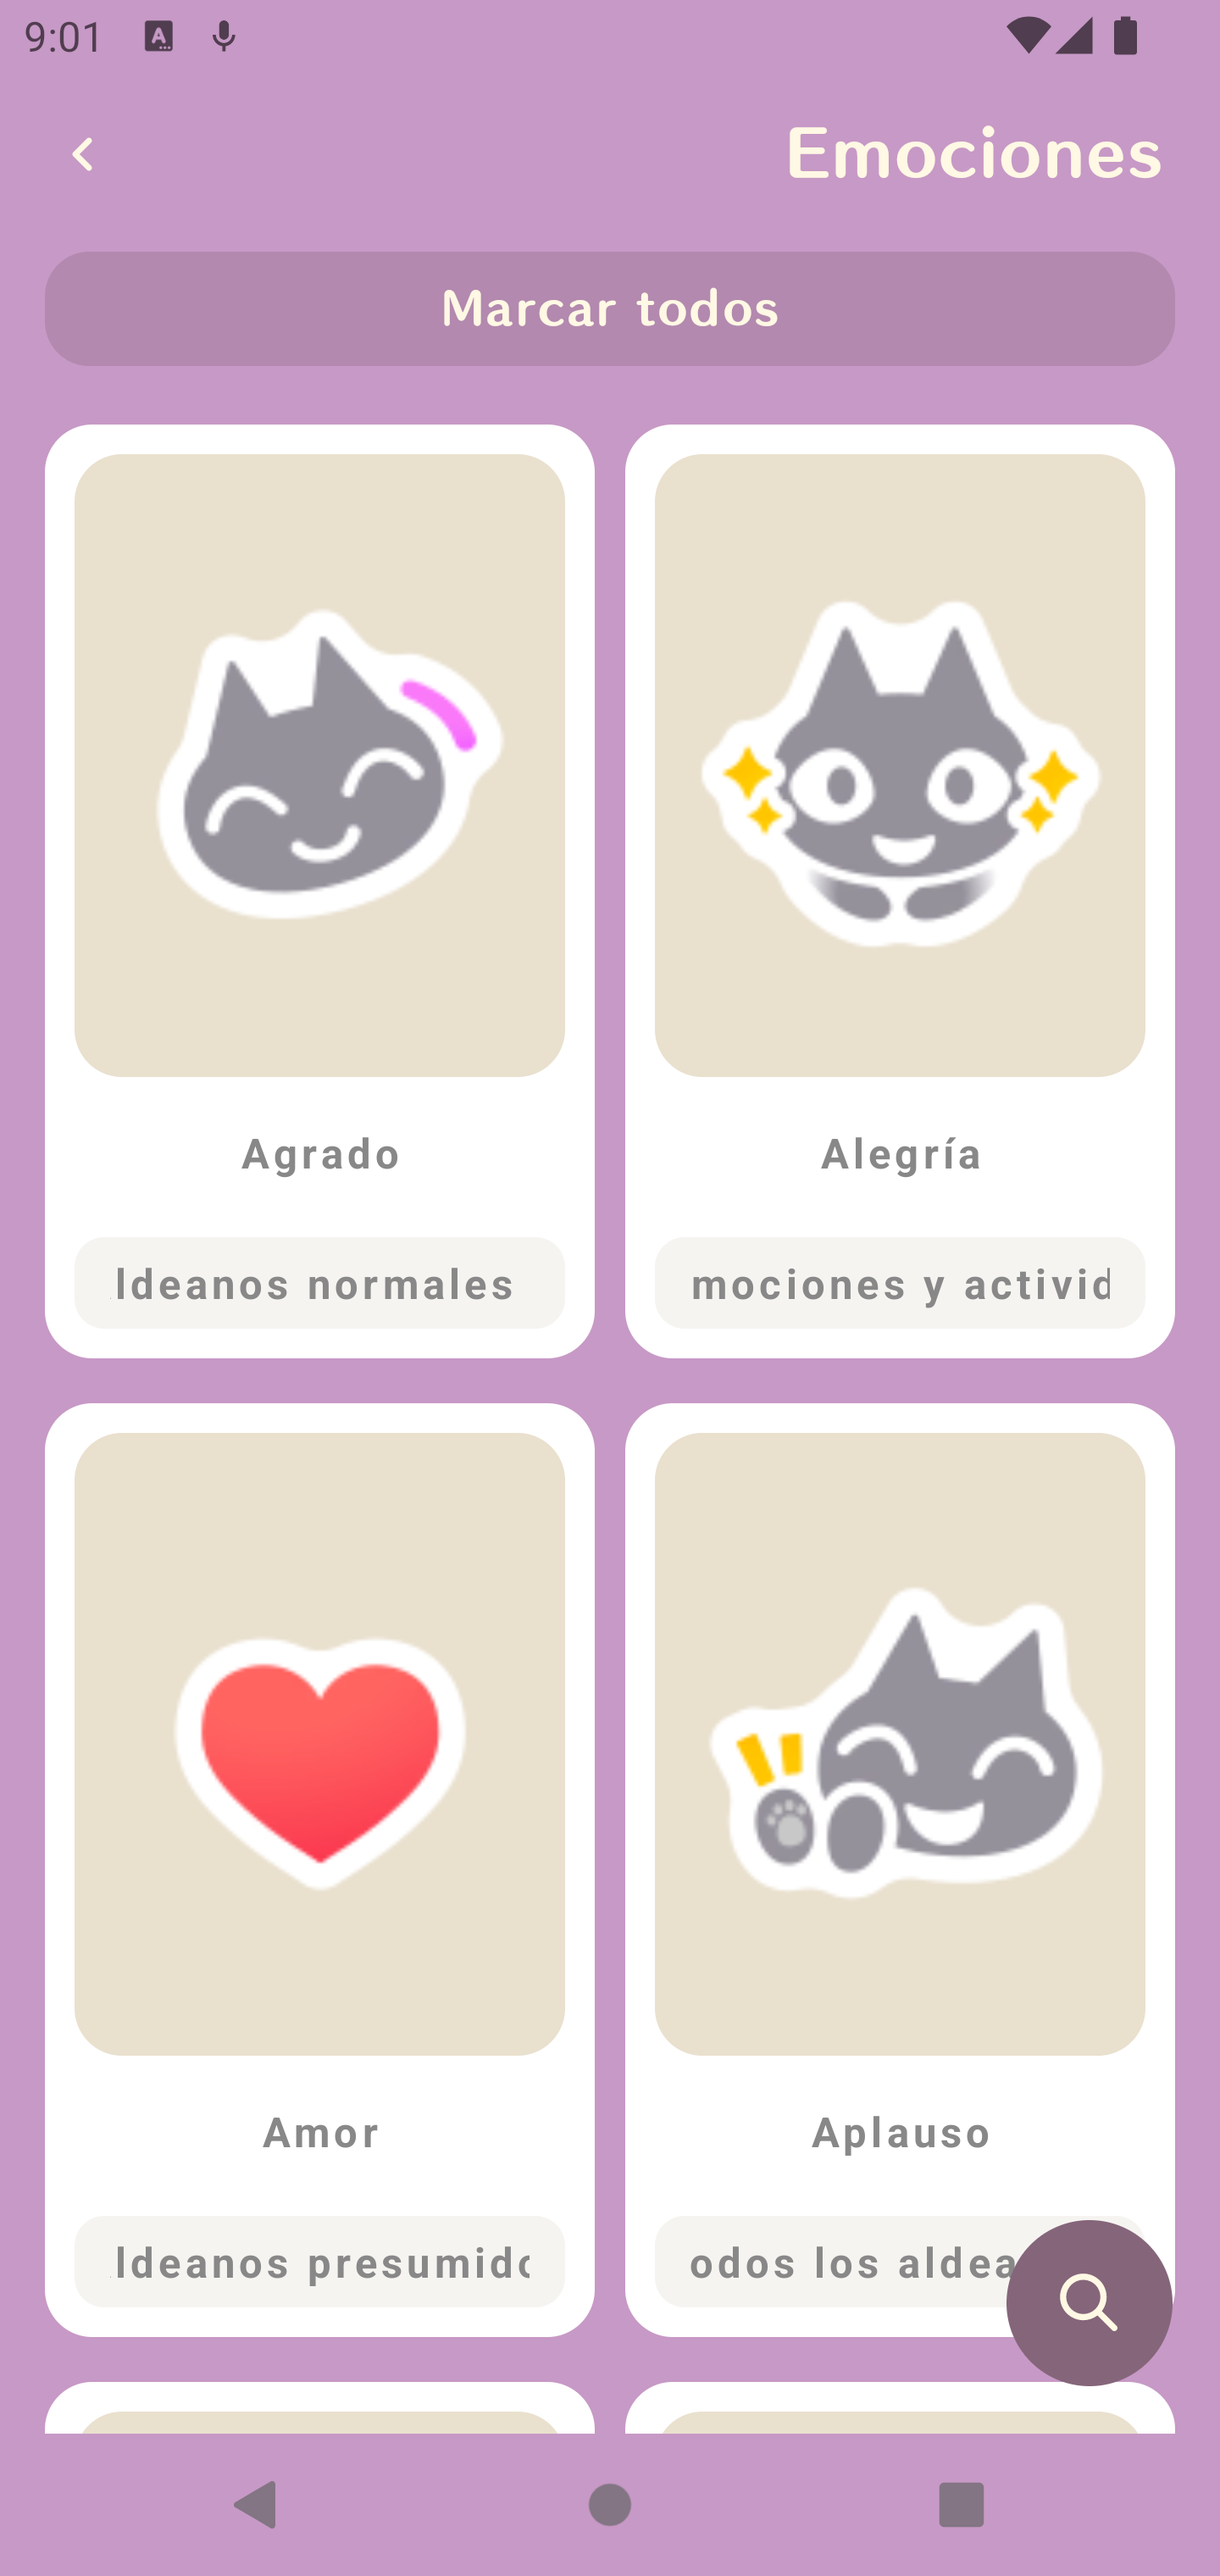 9:01
Emociones
Marcar todos
Agrado
Alegría
ldeanos normales
mociones y activid
Amor
Aplauso
ldeanos presumido
odos los aldea